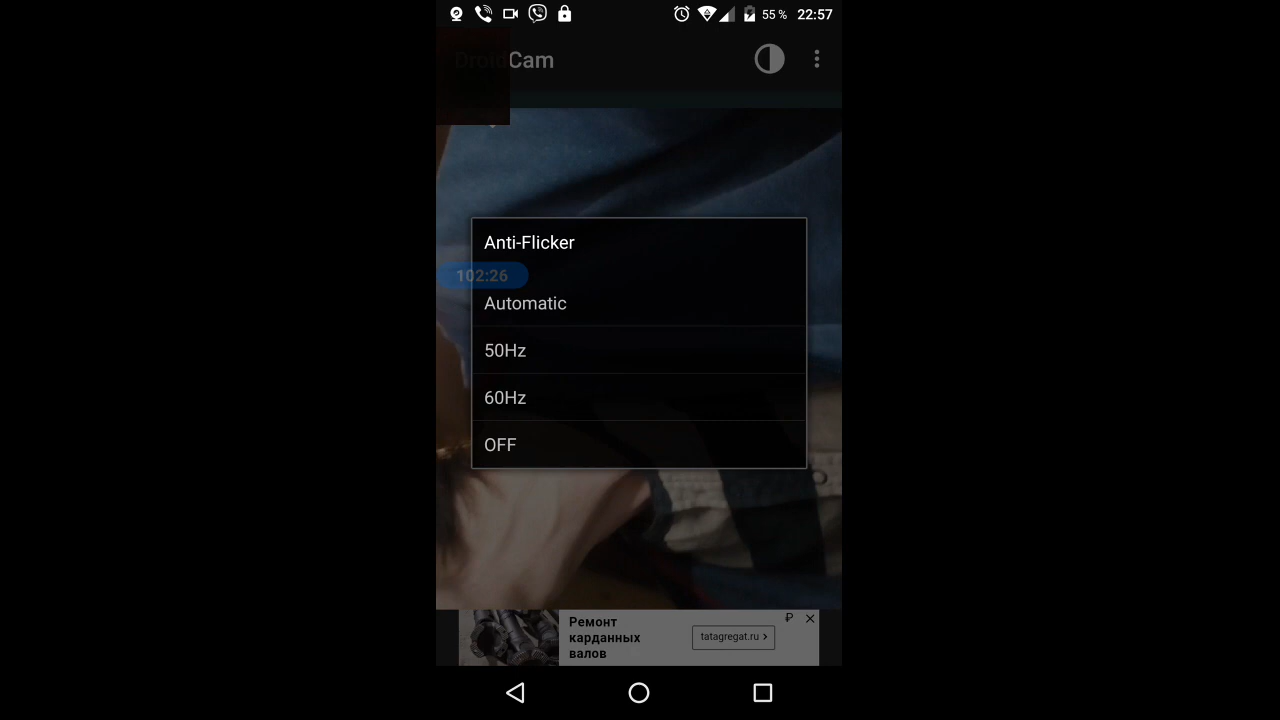 55 % 22:57
DroidCam
Anti-Flicker
102:26
Automatic
50Hz
60Hz
OFF
Ремонт
карданных
валов
tatagregat.ru